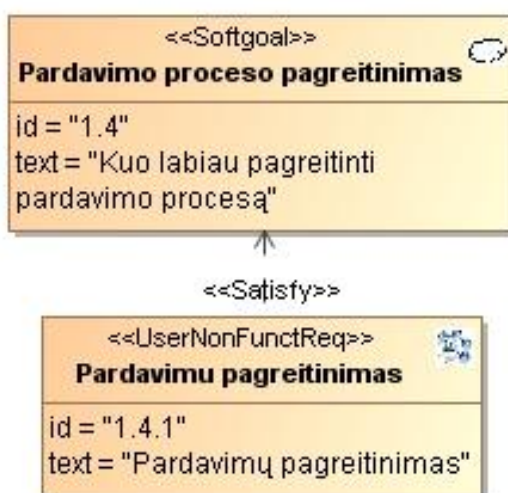 <<Softgoal>>
Pardavimo proceso pagreitinimas
id = "1.4"
text = "Kuo labiau pagreitinti
pardavimo procesą"
<<Satisfy>>
<<UserNonFunctReq>>
Pardavimu pagreitinimas
id = "1.4.1"
text = "Pardavimų pagreitinimas"